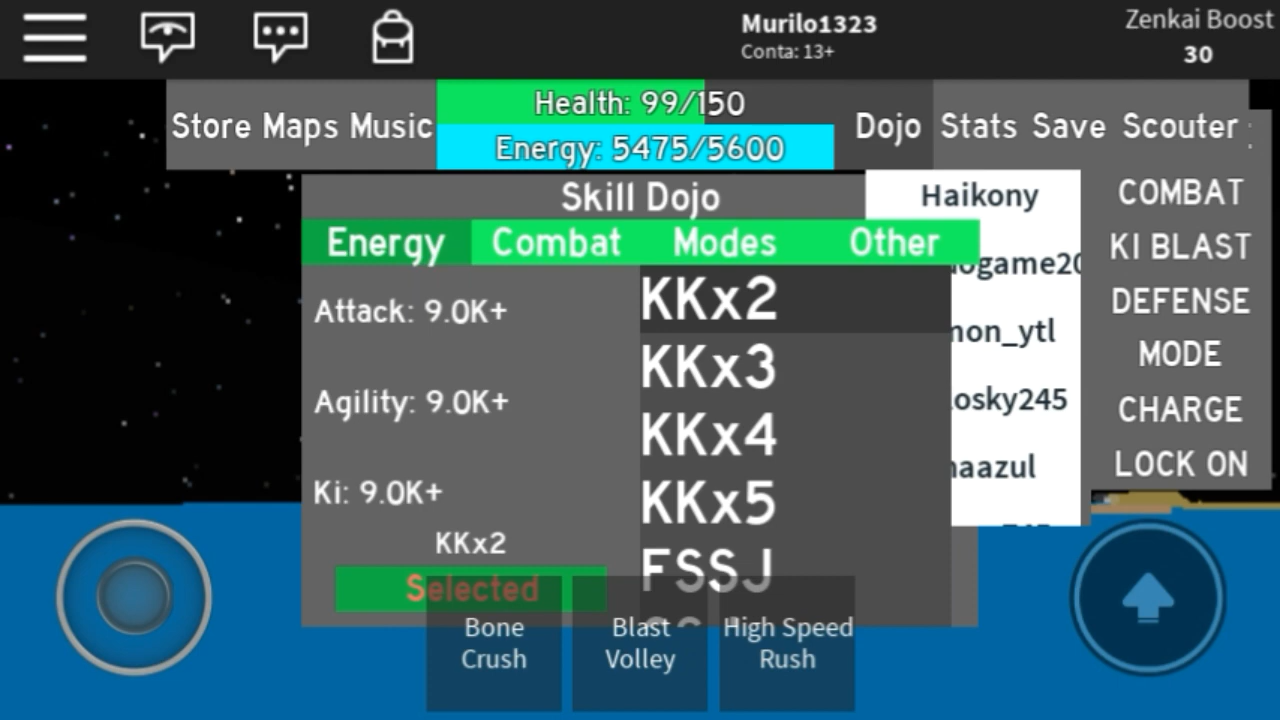 Murilo1323
Conta: 13+
Zenkai Boost
30
Store Maps Music
Health: 99/150
Energy: 5475/5600
Dojo Stats Save Scouter
Skill Dojo
Energy Combat Modes Other
Attack: 9.0K+
Agility: 9.0K+
Ki: 9.0K+
KKx2
Selected
KKx2
KKx3
KKx4
KKx5
FSSJ
Haikony
COMBAT
KI BLAST
DEFENSE
MODE
CHARGE
LOCK ON
Bone
Crush
Blast
Volley
High Speed
Rush